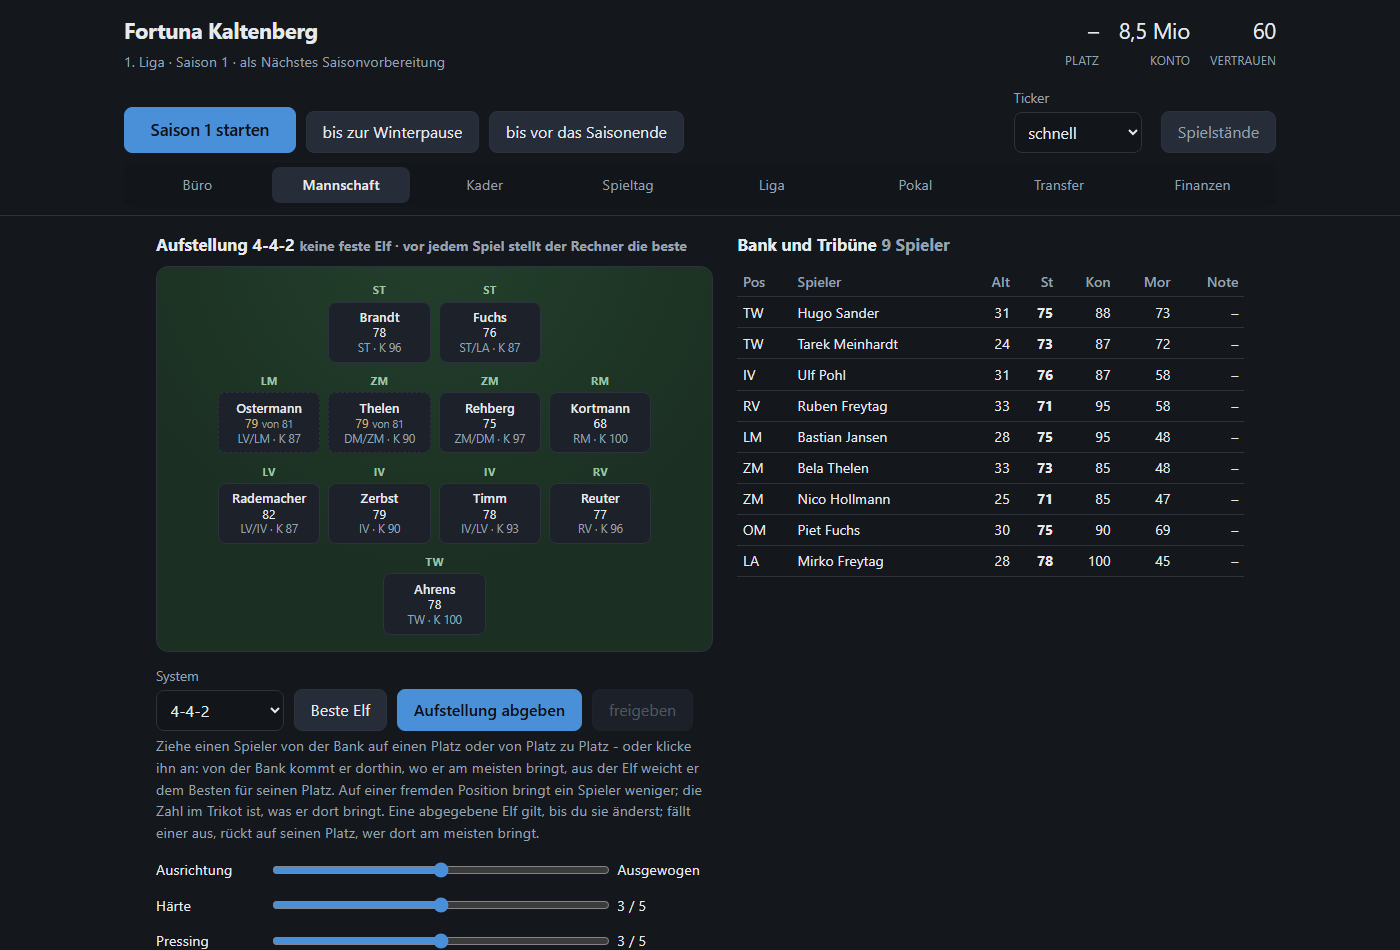 Fortuna Kaltenberg
1. Liga · Saison 1 · als Nächstes Saisonvorbereitung
– 8,5 Mio 60
PLATZ KONTO VERTRAUEN
Saison 1 starten
bis zur Winterpause
bis vor das Saisonende
Ticker
schnell
Spielstände
Büro Mannschaft Kader Spieltag Liga Pokal Transfer Finanzen
Aufstellung 4-4-2 keine feste Elf · vor jedem Spiel stellt der Rechner die beste
ST ST
Brandt Fuchs
78 76
ST · K 96 ST/LA · K 87
LM ZM ZM RM
Ostermann Thelen Rehberg Kortmann
79 von 81 79 von 81 75 68
LV/LM · K 87 DM/ZM · K 90 ZM/DM · K 97 RM · K 100
LV IV IV RV
Rademacher Zerbst Timm Reuter
82 79 78 77
LV/IV · K 87 IV · K 90 IV/LV · K 93 RV · K 96
TW
Ahrens
78
TW · K 100
System
4-4-2
Beste Elf
Aufstellung abgeben
freigeben
Ziehe einen Spieler von der Bank auf einen Platz oder von Platz zu Platz - oder klicke
ihn an: von der Bank kommt er dorthin, wo er am meisten bringt, aus der Elf weicht er
dem Besten für seinen Platz. Auf einer fremden Position bringt ein Spieler weniger; die
Zahl im Trikot ist, was er dort bringt. Eine abgegebene Elf gilt, bis du sie änderst; fällt
einer aus, rückt auf seinen Platz, wer dort am meisten bringt.
Ausrichtung Ausgewogen
Härte 3 / 5
Pressing 3 / 5
Bank und Tribüne 9 Spieler
Pos Spieler Alt St Kon Mor Note
TW Hugo Sander 31 75 88 73 –
TW Tarek Meinhardt 24 73 87 72 –
IV Ulf Pohl 31 76 87 58 –
RV Ruben Freytag 33 71 95 58 –
LM Bastian Jansen 28 75 95 48 –
ZM Bela Thelen 33 73 85 48 –
ZM Nico Hollmann 25 71 85 47 –
OM Piet Fuchs 30 75 90 69 –
LA Mirko Freytag 28 78 100 45 –